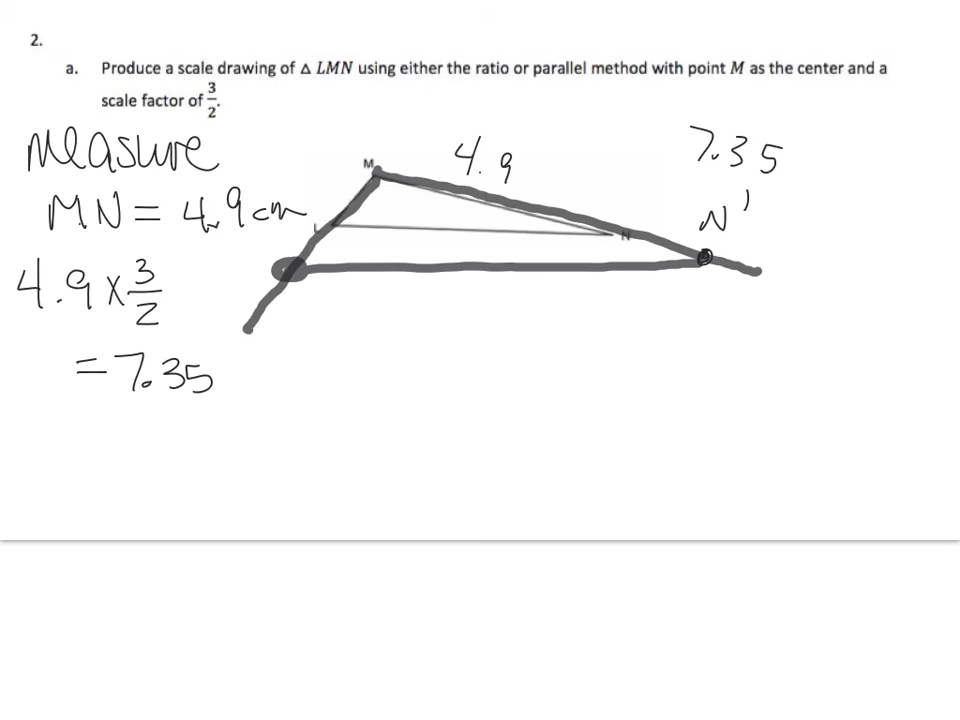 2.
a. Produce a scale drawing of △ LMN using either the ratio or parallel method with point M as the center and a
scale factor of 3/2.
Measure
MN = 4.9cm
4.9 x 3/2
= 7.35
M
4.9
7.35
N'
L
N